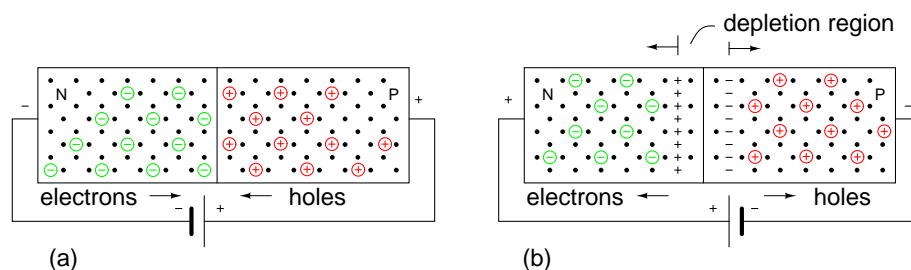 depletion region
N P
− +
electrons holes
− +
(a)
N P
+ −
electrons holes
+ −
(b)